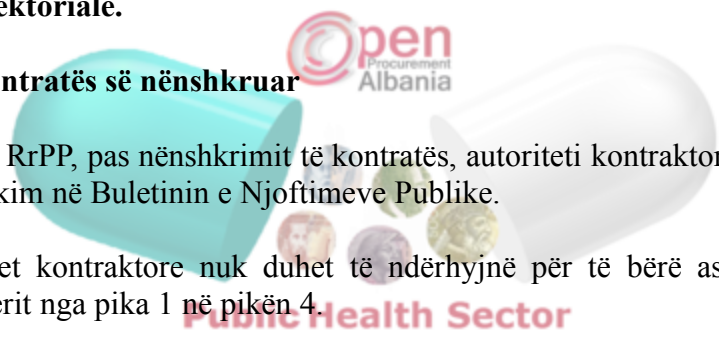 ektoriale.
Open
Procurement
Albania
ntratës së nënshkruar
RrPP, pas nënshkrimit të kontratës, autoriteti kontraktor
kim në Buletinin e Njoftimeve Publike.
et kontraktore nuk duhet të ndërhyjnë për të bërë as
erit nga pika 1 në pikën 4.
Public Health Sector